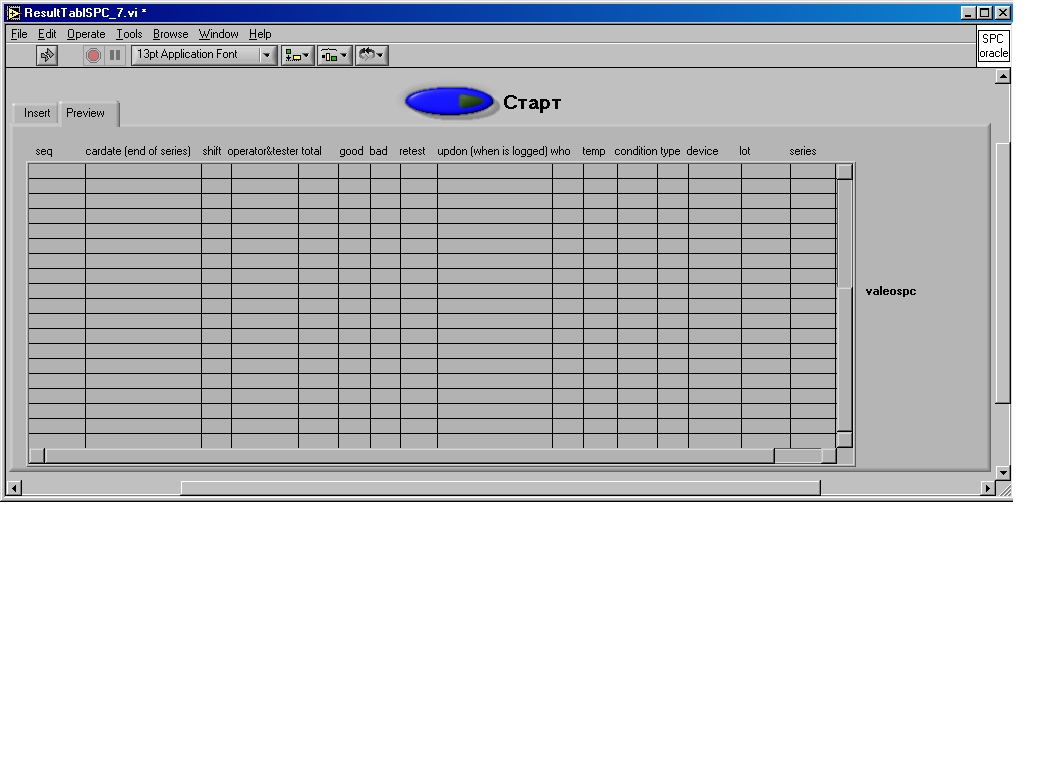 ResultTablSPC_7.vi *
File Edit Operate Tools Browse Window Help
SPC
oracle
13pt Application Font
Старт
Insert Preview
seq cardate (end of series) shift operator&tester total good bad retest updon (when is logged) who temp condition type device lot series
valeospc